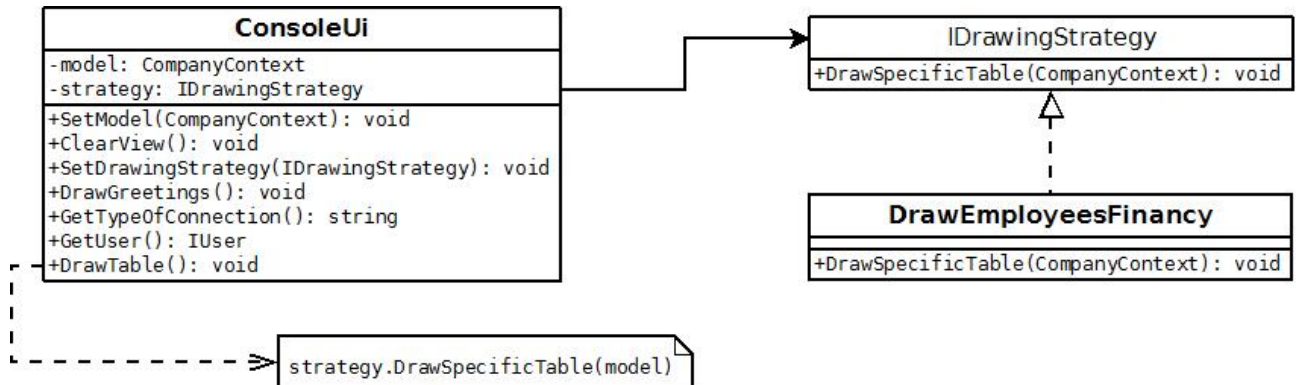 ConsoleUi
-model: CompanyContext
-strategy: IDrawingStrategy
+SetModel(CompanyContext): void
+ClearView(): void
+SetDrawingStrategy(IDrawingStrategy): void
+DrawGreetings(): void
+GetTypeOfConnection(): string
+GetUser(): IUser
+DrawTable(): void
IDrawingStrategy
+DrawSpecificTable(CompanyContext): void
DrawEmployeesFinancy
+DrawSpecificTable(CompanyContext): void
strategy.DrawSpecificTable(model)